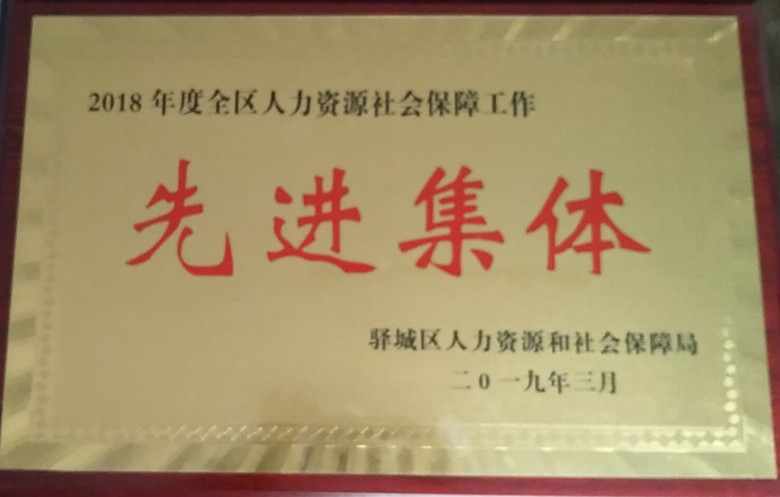 2018年度全区人力资源社会保障工作
先进集体
驿城区人力资源和社会保障局
二0一九年三月